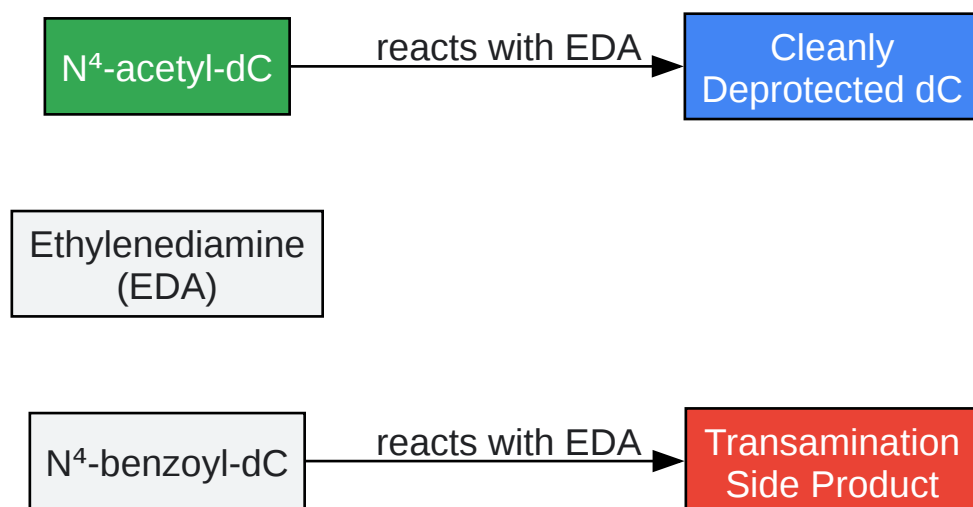 N⁴-acetyl-dC
reacts with EDA
Cleanly
Deprotected dC
Ethylenediamine
(EDA)
N⁴-benzoyl-dC
reacts with EDA
Transamination
Side Product